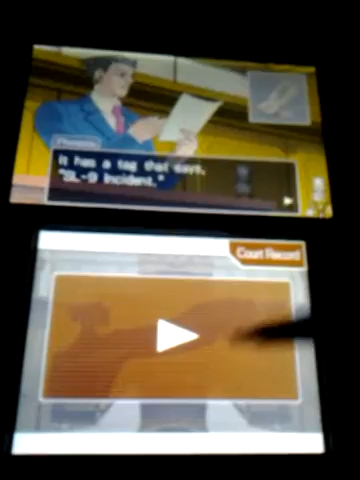 Phoenix
It has a tag that says,
"SL-9 Incident."
Court Record